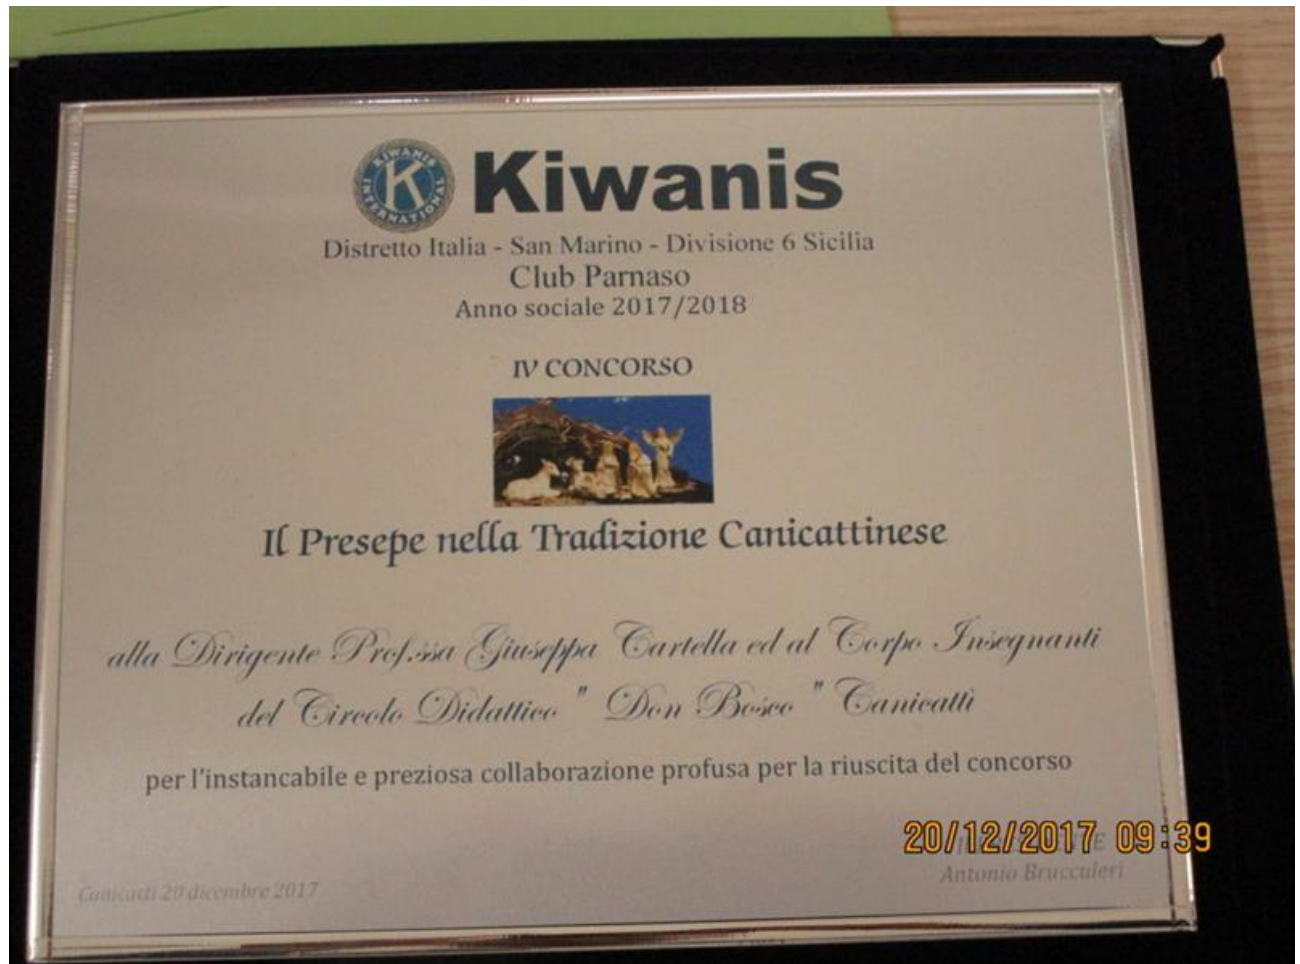 KIWANIS INTERNATIONAL
K
Kiwanis
Distretto Italia - San Marino - Divisione 6 Sicilia
Club Parnaso
Anno sociale 2017/2018
IV CONCORSO
Il Presepe nella Tradizione Canicattinese
alla Dirigente Prof.ssa Giuseppa Cartella ed al Corpo Insegnanti
del Circolo Didattico " Don Bosco " Canicattì
per l'instancabile e preziosa collaborazione profusa per la riuscita del concorso
20/12/2017 09:39
Antonio Brucculeri
Canicattì 20 dicembre 2017